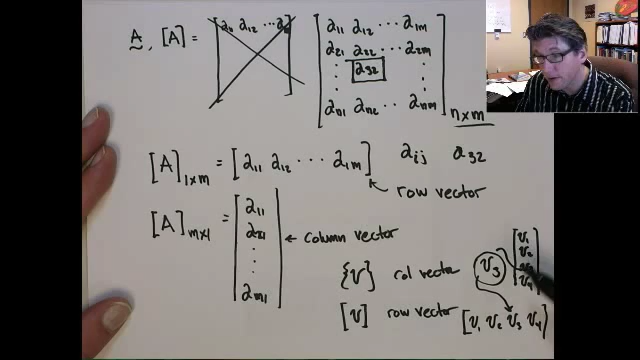 A, [A] = [a11 a12 ··· a1m
a21 a22 ··· a2m
a32
an1 an2 ·· anm] n×m
[A]1×m = [a11 a12 ··· a1m] aij a32
row vector
[A]m×1 = [a11
a21
am1]
column vector
{v} col vector
[v] row vector
v3
[v1
v2
v3
v4]
[v1 v2 v3 v4]